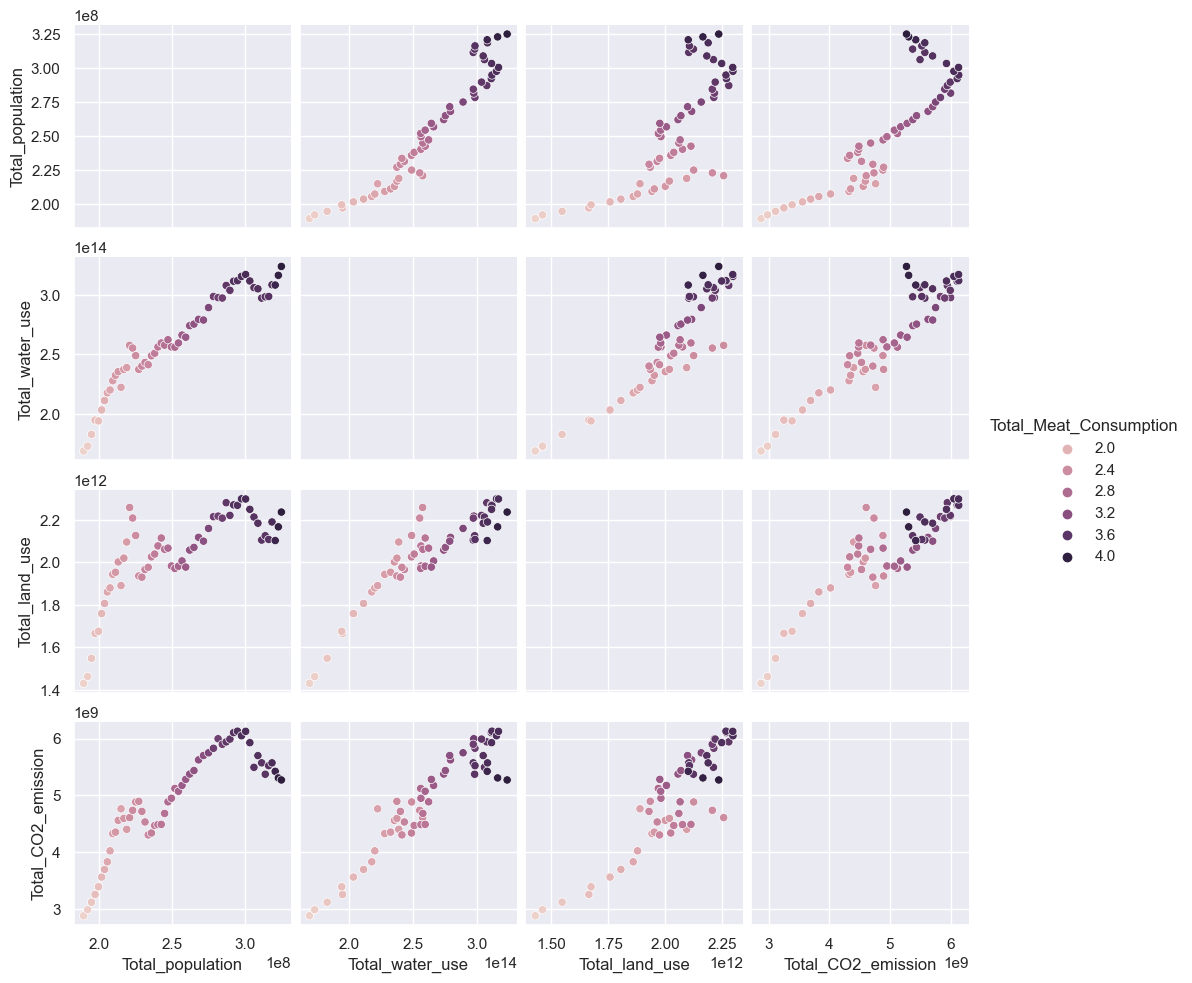 1e8
3.25
3.00
2.75
2.50
2.25
2.00
Total_population
1e14
3.0
2.5
2.0
Total_water_use
1e12
2.2
2.0
1.8
1.6
1.4
Total_land_use
1e9
6
5
4
3
Total_CO2_emission
2.0 2.5 3.0
1e8
Total_population
2.0 2.5 3.0
1e14
Total_water_use
1.50 1.75 2.00 2.25
1e12
Total_land_use
3 4 5 6
1e9
Total_CO2_emission
Total_Meat_Consumption
2.0
2.4
2.8
3.2
3.6
4.0